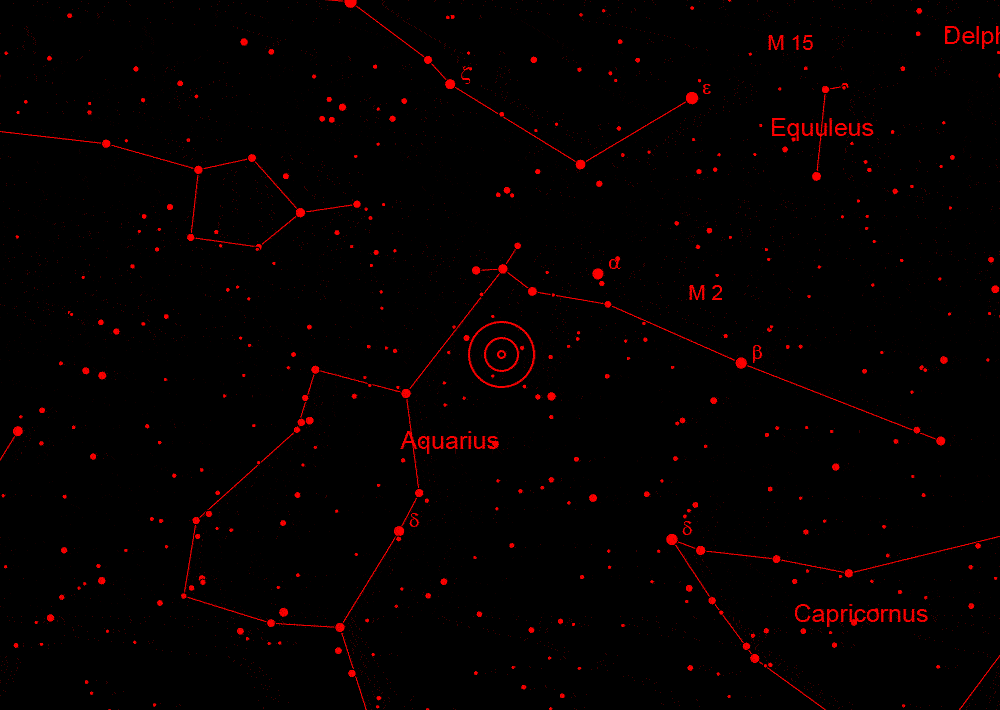 Delph
M 15
ζ
ε
Equuleus
α
M 2
β
Aquarius
δ
δ
Capricornus